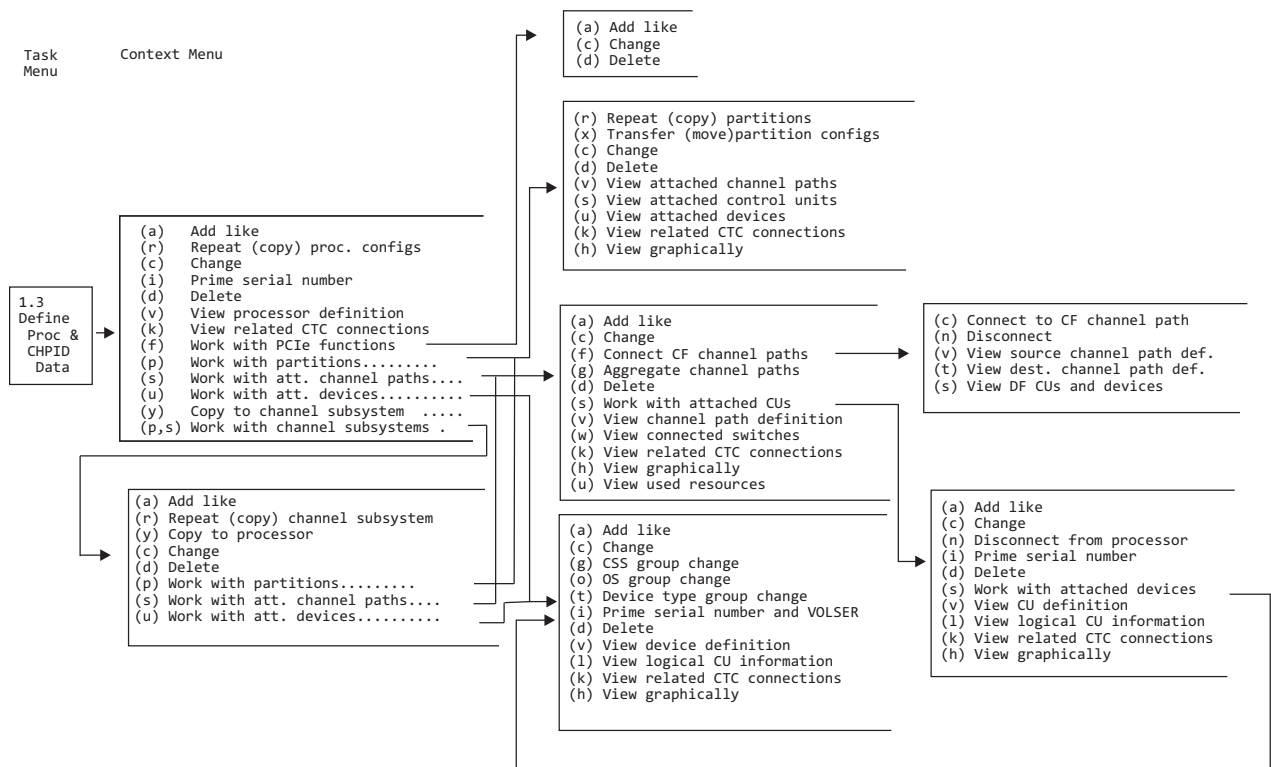 Task
Menu
Context Menu
(a) Add like
(c) Change
(d) Delete
(r) Repeat (copy) partitions
(x) Transfer (move)partition configs
(c) Change
(d) Delete
(v) View attached channel paths
(s) View attached control units
(u) View attached devices
(k) View related CTC connections
(h) View graphically
1.3
Define
Proc &
CHPID
Data
(a) Add like
(r) Repeat (copy) proc. configs
(c) Change
(i) Prime serial number
(d) Delete
(v) View processor definition
(k) View related CTC connections
(f) Work with PCIe functions
(p) Work with partitions.........
(s) Work with att. channel paths....
(u) Work with att. devices..........
(y) Copy to channel subsystem .....
(p,s) Work with channel subsystems .
(a) Add like
(c) Change
(f) Connect CF channel paths
(g) Aggregate channel paths
(d) Delete
(s) Work with attached CUs
(v) View channel path definition
(w) View connected switches
(k) View related CTC connections
(h) View graphically
(u) View used resources
(c) Connect to CF channel path
(n) Disconnect
(v) View source channel path def.
(t) View dest. channel path def.
(s) View DF CUs and devices
(a) Add like
(r) Repeat (copy) channel subsystem
(y) Copy to processor
(c) Change
(d) Delete
(p) Work with partitions.........
(s) Work with att. channel paths....
(u) Work with att. devices..........
(a) Add like
(c) Change
(g) CSS group change
(o) OS group change
(t) Device type group change
(i) Prime serial number and VOLSER
(d) Delete
(v) View device definition
(l) View logical CU information
(k) View related CTC connections
(h) View graphically
(a) Add like
(c) Change
(n) Disconnect from processor
(i) Prime serial number
(d) Delete
(s) Work with attached devices
(v) View CU definition
(l) View logical CU information
(k) View related CTC connections
(h) View graphically